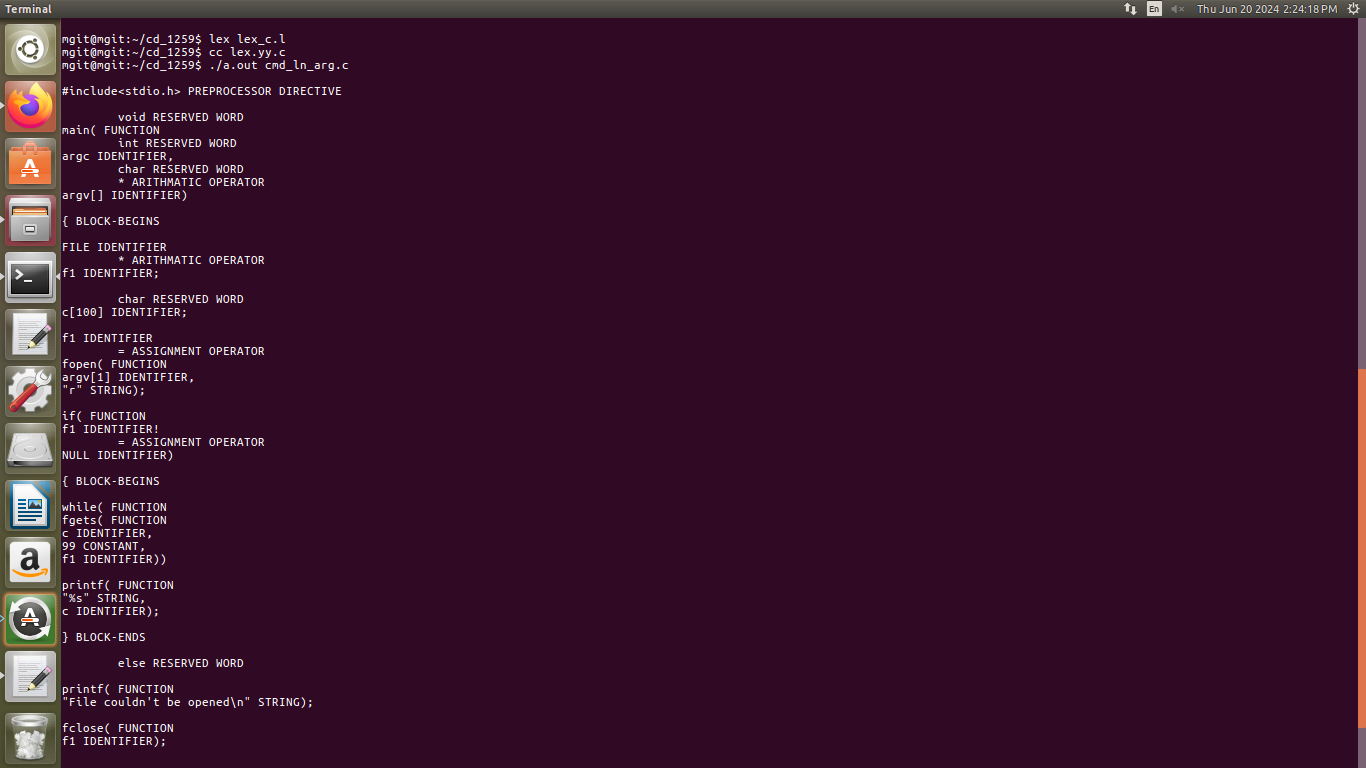 Terminal
En
Thu Jun 20 2024 2:24:18 PM
mgit@mgit:~/cd_1259$ lex lex_c.l
mgit@mgit:~/cd_1259$ cc lex.yy.c
mgit@mgit:~/cd_1259$ ./a.out cmd_ln_arg.c
#include<stdio.h> PREPROCESSOR DIRECTIVE
void RESERVED WORD
main( FUNCTION
int RESERVED WORD
argc IDENTIFIER,
char RESERVED WORD
* ARITHMATIC OPERATOR
argv[] IDENTIFIER)
{ BLOCK-BEGINS
FILE IDENTIFIER
* ARITHMATIC OPERATOR
f1 IDENTIFIER;
char RESERVED WORD
c[100] IDENTIFIER;
f1 IDENTIFIER
= ASSIGNMENT OPERATOR
fopen( FUNCTION
argv[1] IDENTIFIER,
"r" STRING);
if( FUNCTION
f1 IDENTIFIER!
= ASSIGNMENT OPERATOR
NULL IDENTIFIER)
{ BLOCK-BEGINS
while( FUNCTION
fgets( FUNCTION
c IDENTIFIER,
99 CONSTANT,
f1 IDENTIFIER))
printf( FUNCTION
"%s" STRING,
c IDENTIFIER);
} BLOCK-ENDS
else RESERVED WORD
printf( FUNCTION
"File couldn't be opened\n" STRING);
fclose( FUNCTION
f1 IDENTIFIER);